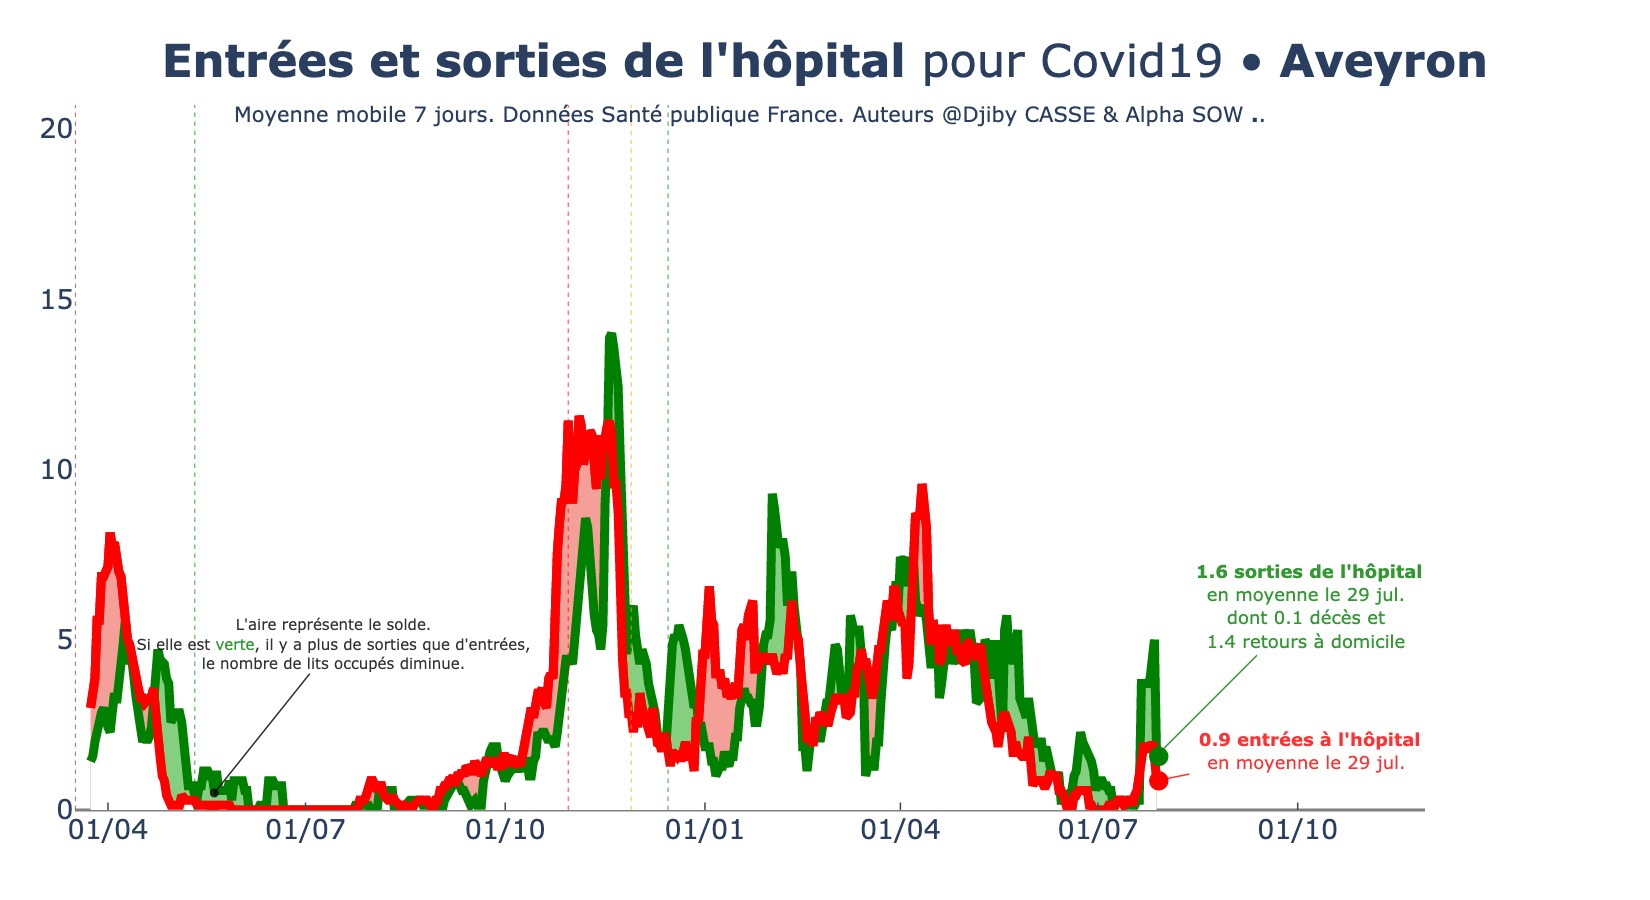 Entrées et sorties de l'hôpital pour Covid19 • Aveyron
Moyenne mobile 7 jours. Données Santé publique France. Auteurs @Djiby CASSE & Alpha SOW ..
20
15
10
5
0
L'aire représente le solde.
Si elle est verte, il y a plus de sorties que d'entrées,
le nombre de lits occupés diminue.
1.6 sorties de l'hôpital
en moyenne le 29 jul.
dont 0.1 décès et
1.4 retours à domicile
0.9 entrées à l'hôpital
en moyenne le 29 jul.
01/04 01/07 01/10 01/01 01/04 01/07 01/10